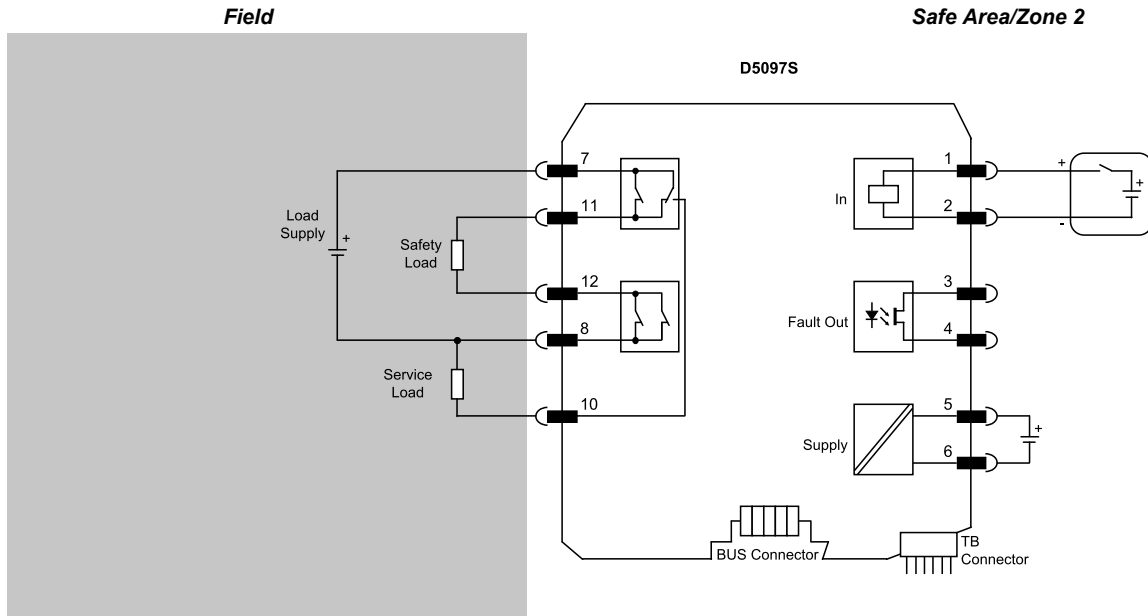 Field
Safe Area/Zone 2
D5097S
7
1
+
+
In
11
2
-
Load
Supply
+
Safety
Load
12
3
Fault Out
8
4
Service
Load
10
5
Supply
+
6
BUS Connector
TB
Connector